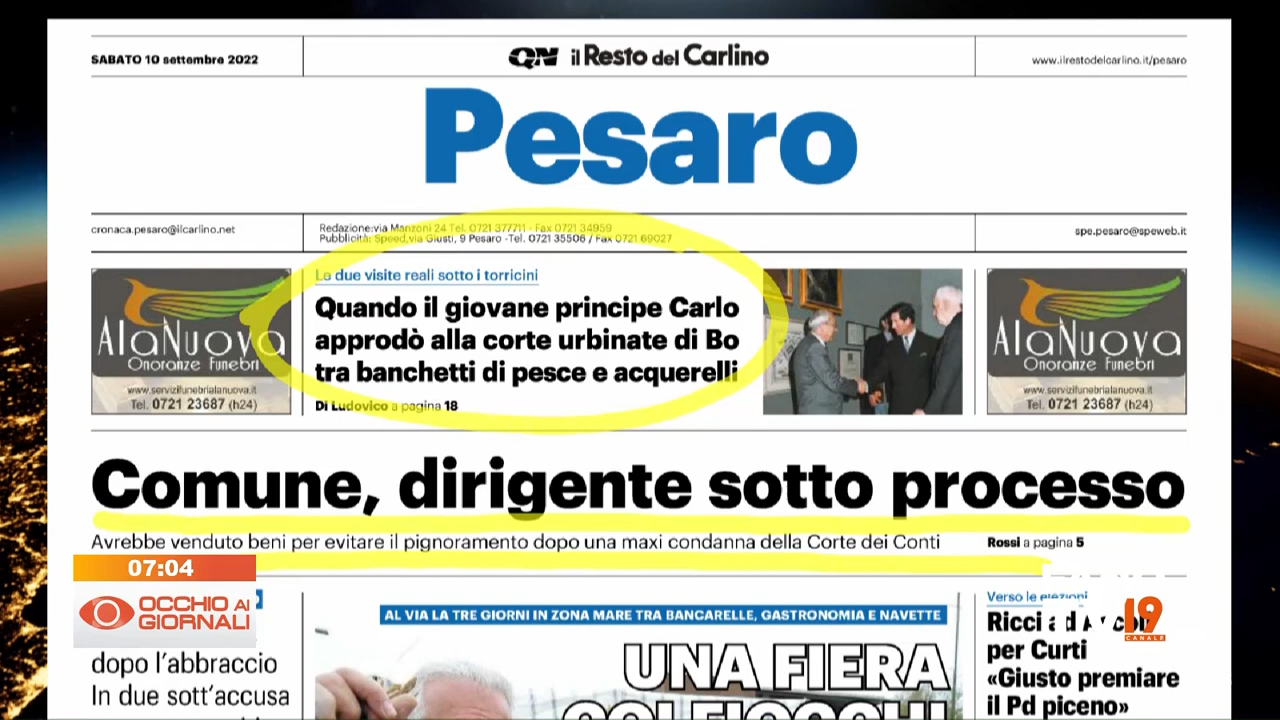 SABATO 10 settembre 2022
QN il Resto del Carlino
www.ilrestodelcarlino.it/pesaro
Pesaro
cronaca.pesaro@ilcarlino.net
Redazione:via Manzoni 24 Tel. 0721 377711 - Fax 0721 34959
Pubblicità: Speed,via Giusti, 9 Pesaro -Tel. 0721 35506 / Fax 0721 69027
spe.pesaro@speweb.it
AlaNuova
Onoranze Funebri
www.servizifunebrialanuova.it
Tel. 0721 23687 (h24)
Le due visite reali sotto i torricini
Quando il giovane principe Carlo
approdò alla corte urbinate di Bo
tra banchetti di pesce e acquerelli
Di Ludovico a pagina 18
AlaNuova
Onoranze Funebri
www.servizifunebrialanuova.it
Tel. 0721 23687 (h24)
Comune, dirigente sotto processo
Avrebbe venduto beni per evitare il pignoramento dopo una maxi condanna della Corte dei Conti
Rossi a pagina 5
07:04
OCCHIO AI
GIORNALI
dopo l'abbraccio
In due sott'accusa
AL VIA LA TRE GIORNI IN ZONA MARE TRA BANCARELLE, GASTRONOMIA E NAVETTE
UNA FIERA
Verso le elezioni
Ricci
per Curti
«Giusto premiare
il Pd piceno»
19
CANALE